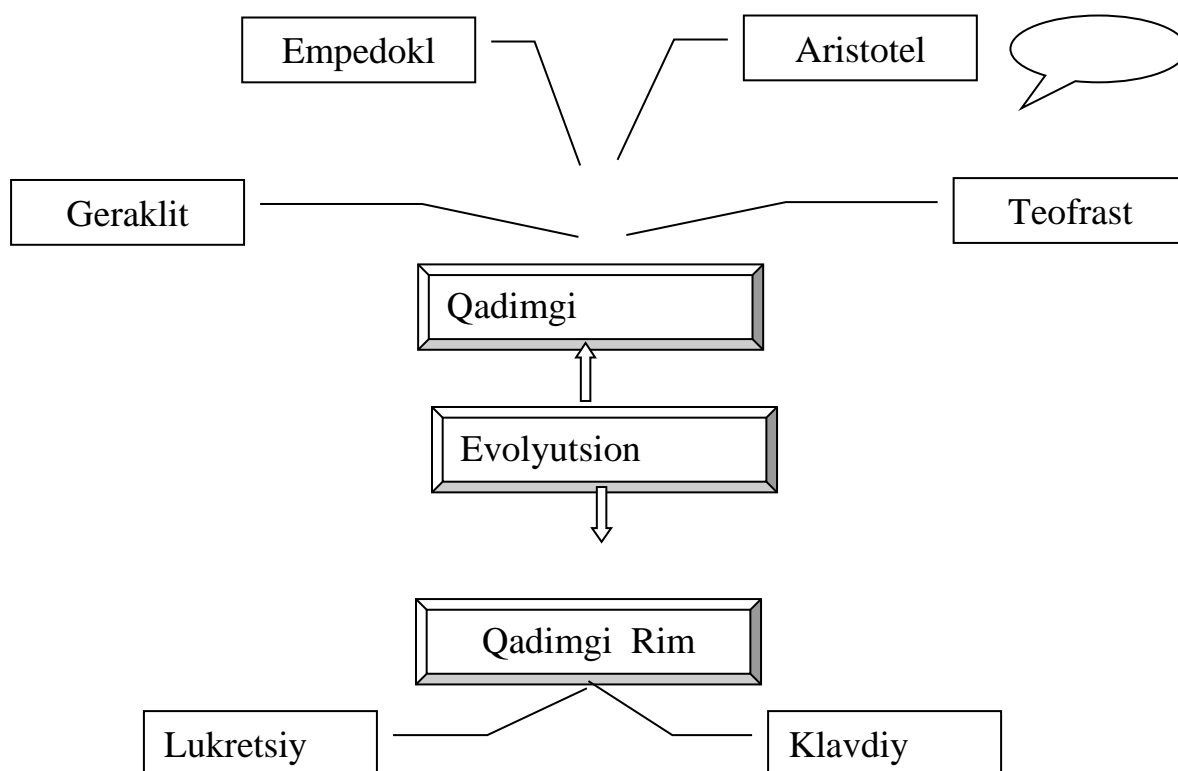 Empedokl
Aristotel
Geraklit
Teofrast
Qadimgi
Evolyutsion
Qadimgi Rim
Lukretsiy
Klavdiy